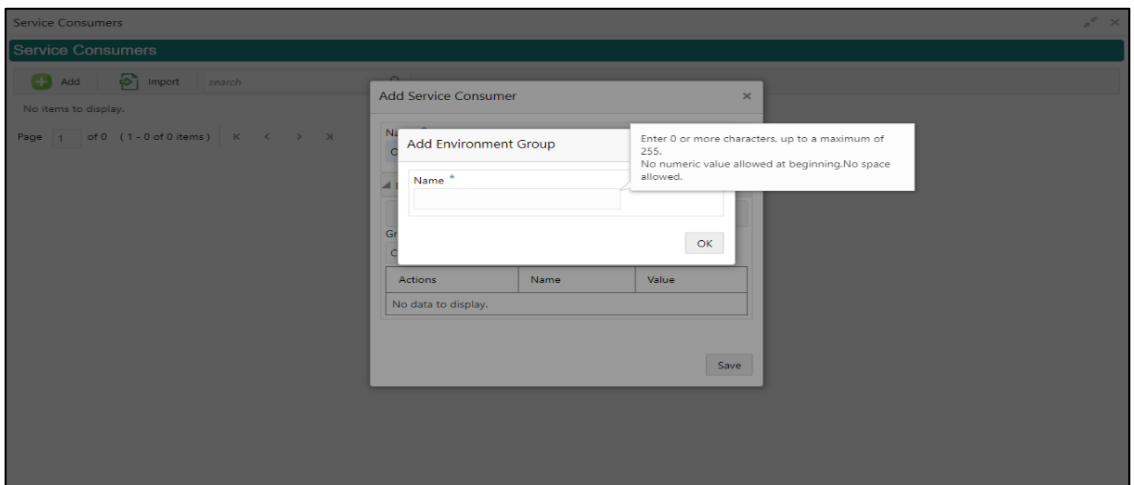 Service Consumers
Service Consumers
Add Import search
No items to display.
Page 1 of 0 (1 - 0 of 0 items)
Add Service Consumer
Add Environment Group
Enter 0 or more characters, up to a maximum of
255.
No numeric value allowed at beginning.No space
allowed.
Name *
OK
Actions Name Value
No data to display.
Save